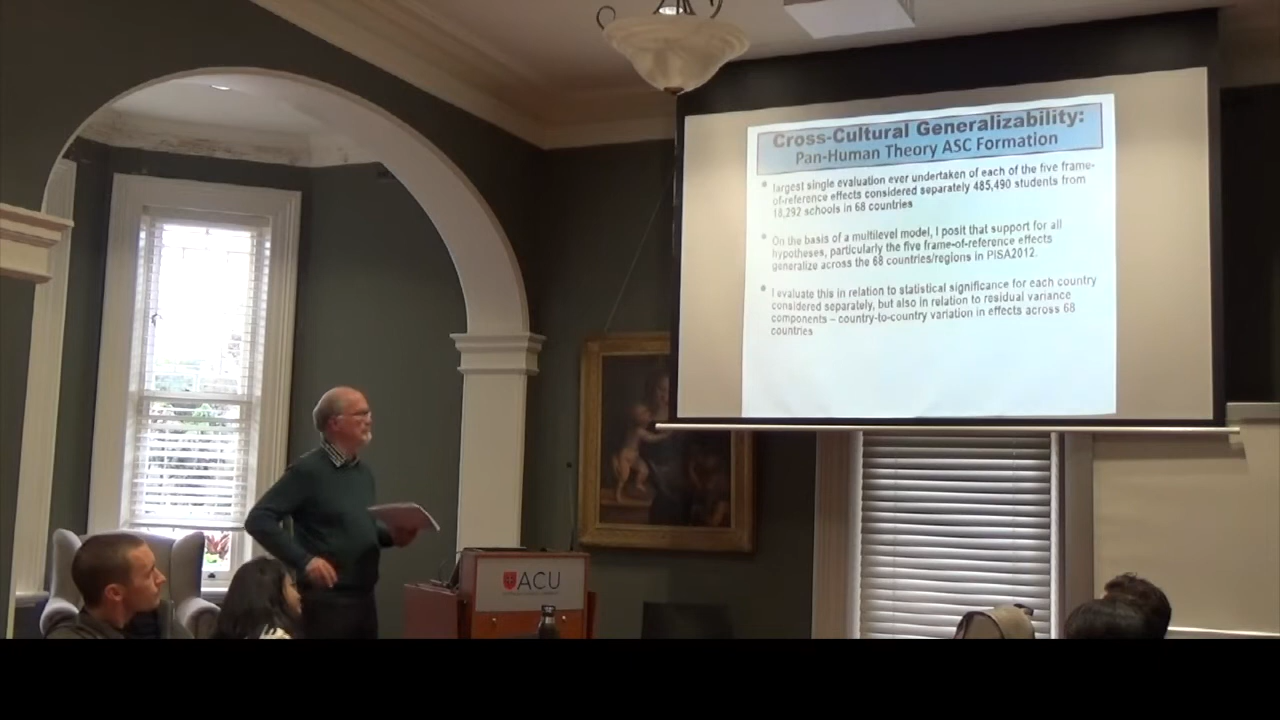 Cross-Cultural Generalizability:
Pan-Human Theory ASC Formation
• largest single evaluation ever undertaken of each of the five frame-
of-reference effects considered separately 485,490 students from
18,292 schools in 68 countries
• On the basis of a multilevel model, I posit that support for all
hypotheses, particularly the five frame-of-reference effects
generalize across the 68 countries/regions in PISA2012.
• I evaluate this in relation to statistical significance for each country
considered separately, but also in relation to residual variance
components – country-to-country variation in effects across 68
countries
ACU